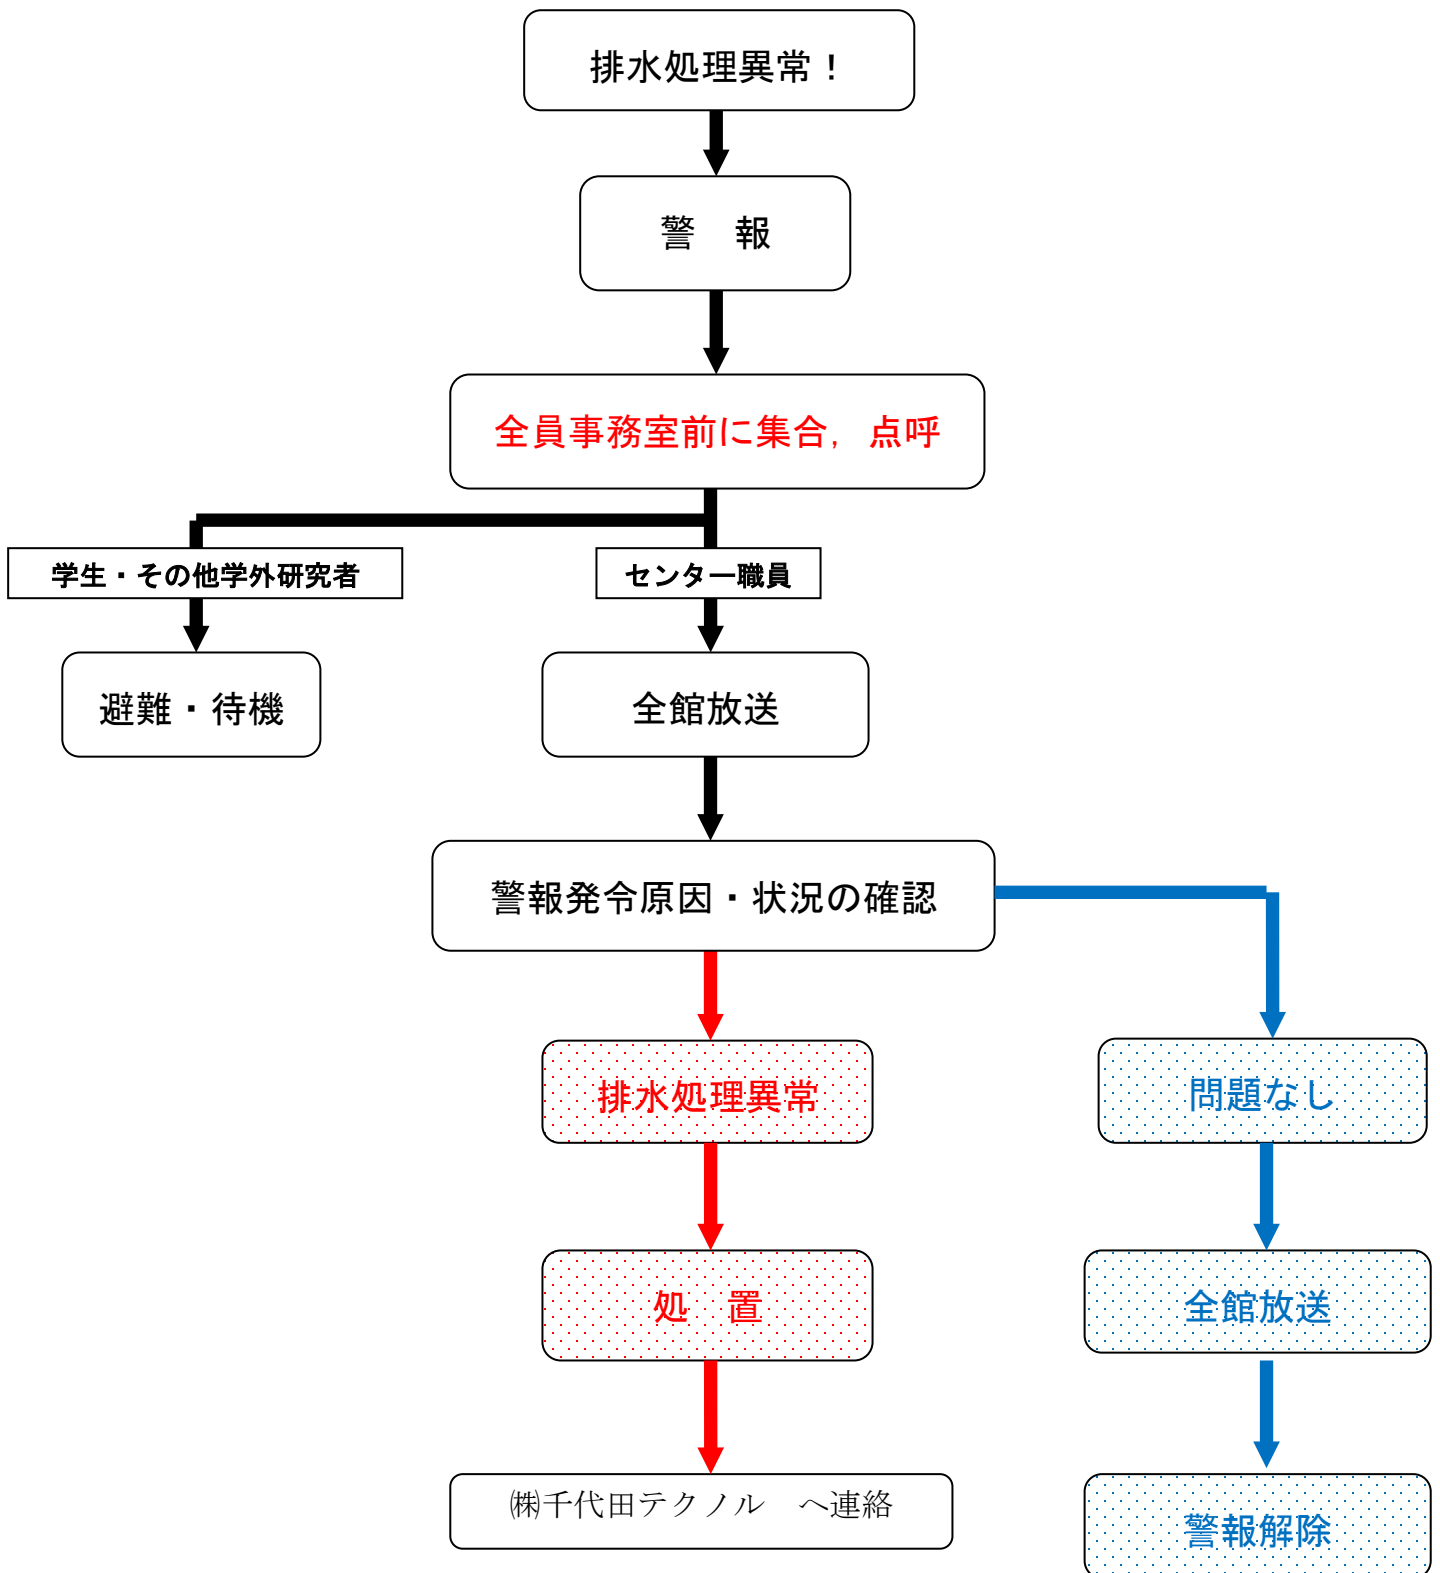 排水処理異常！
警　報
全員事務室前に集合，点呼
学生・その他学外研究者
センター職員
避難・待機
全館放送
警報発令原因・状況の確認
排水処理異常
問題なし
処　置
全館放送
㈱千代田テクノル　へ連絡
警報解除